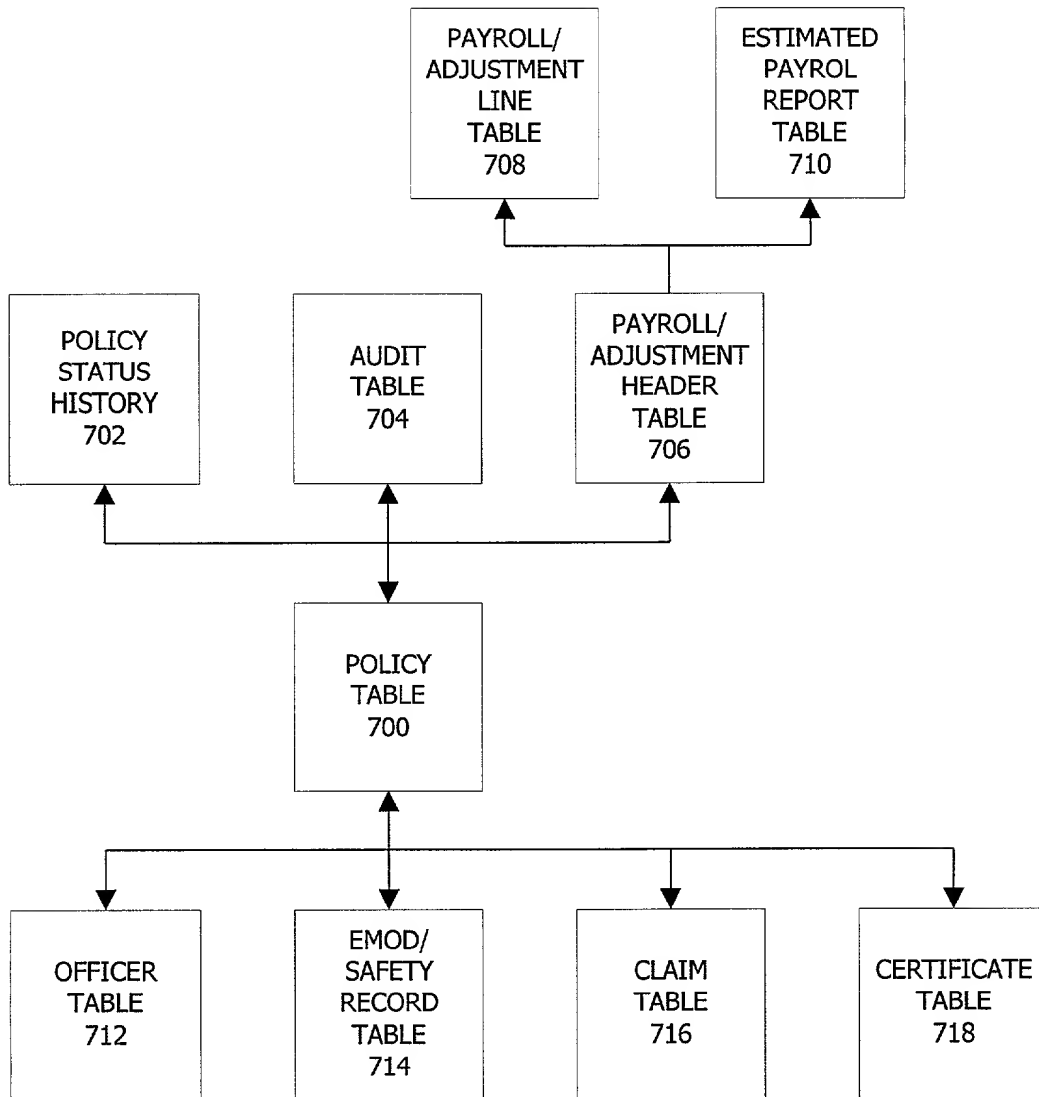 PAYROLL/
ADJUSTMENT
LINE
TABLE
708
ESTIMATED
PAYROL
REPORT
TABLE
710
POLICY
STATUS
HISTORY
702
AUDIT
TABLE
704
PAYROLL/
ADJUSTMENT
HEADER
TABLE
706
POLICY
TABLE
700
OFFICER
TABLE
712
EMOD/
SAFETY
RECORD
TABLE
714
CLAIM
TABLE
716
CERTIFICATE
TABLE
718